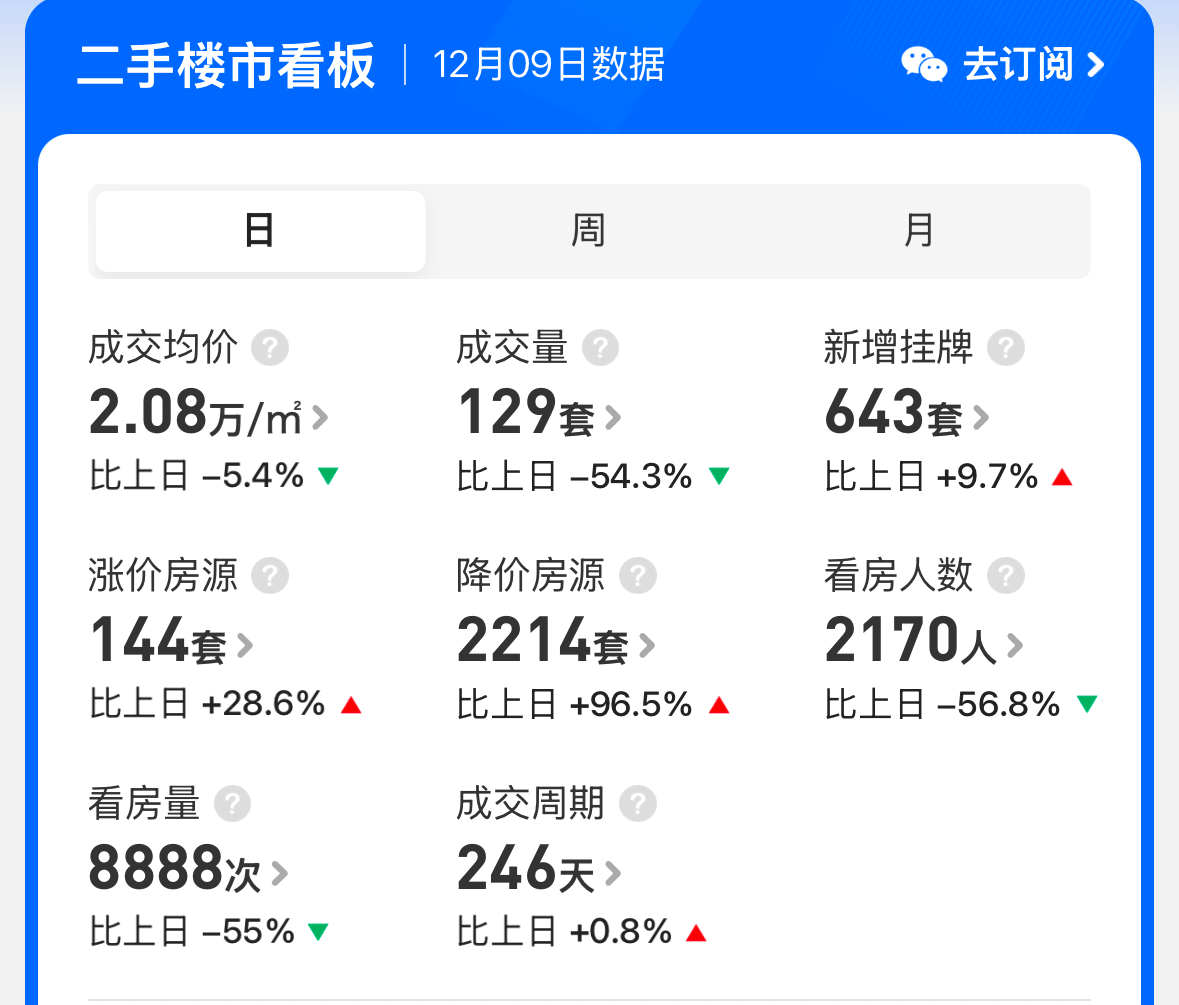 二手楼市看板 12月09日数据 去订阅
日 周 月
成交均价 ? 成交量 ? 新增挂牌 ?
2.08万/㎡ 129套 643套
比上日 -5.4% 比上日 -54.3% 比上日 +9.7%
涨价房源 ? 降价房源 ? 看房人数 ?
144套 2214套 2170人
比上日 +28.6% 比上日 +96.5% 比上日 -56.8%
看房量 ? 成交周期 ?
8888次 246天
比上日 -55% 比上日 +0.8%